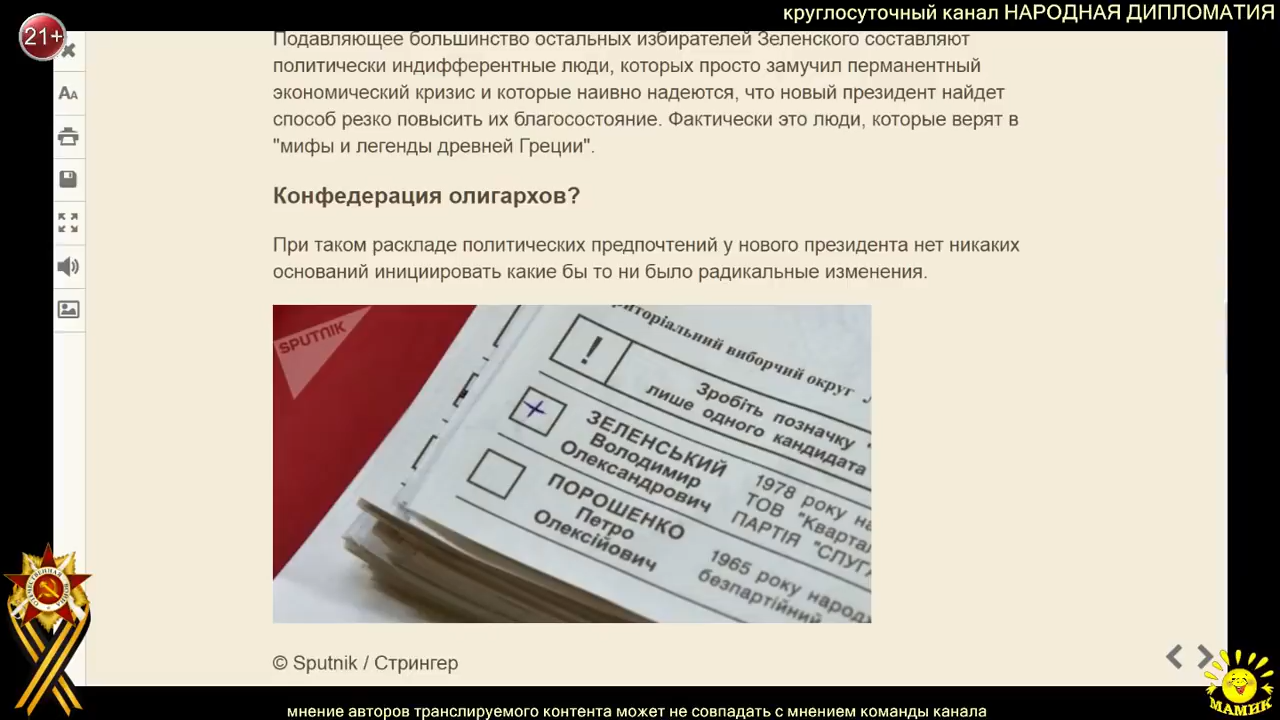 круглосуточный канал НАРОДНАЯ ДИПЛОМАТИЯ
21+
Подавляющее большинство остальных избирателей Зеленского составляют
политически индифферентные люди, которых просто замучил перманентный
экономический кризис и которые наивно надеются, что новый президент найдет
способ резко повысить их благосостояние. Фактически это люди, которые верят в
"мифы и легенды древней Греции".
AA
Конфедерация олигархов?
При таком раскладе политических предпочтений у нового президента нет никаких
оснований инициировать какие бы то ни было радикальные изменения.
SPUTNIK
виборчий округ
!
Зробіть позначку
лише одного кандидата
ЗЕЛЕНСЬКИЙ
Володимир
Олександрович
1978 року
ТОВ "Кварта
ПАРТІЯ "СЛУГ
ПОРОШЕНКО
Петро
Олексійович
1965 року народ
безпартійний
© Sputnik / Стрингер
ОТЕЧЕСТВЕННАЯ ВОЙНА
МАМИК
мнение авторов транслируемого контента может не совпадать с мнением команды канала